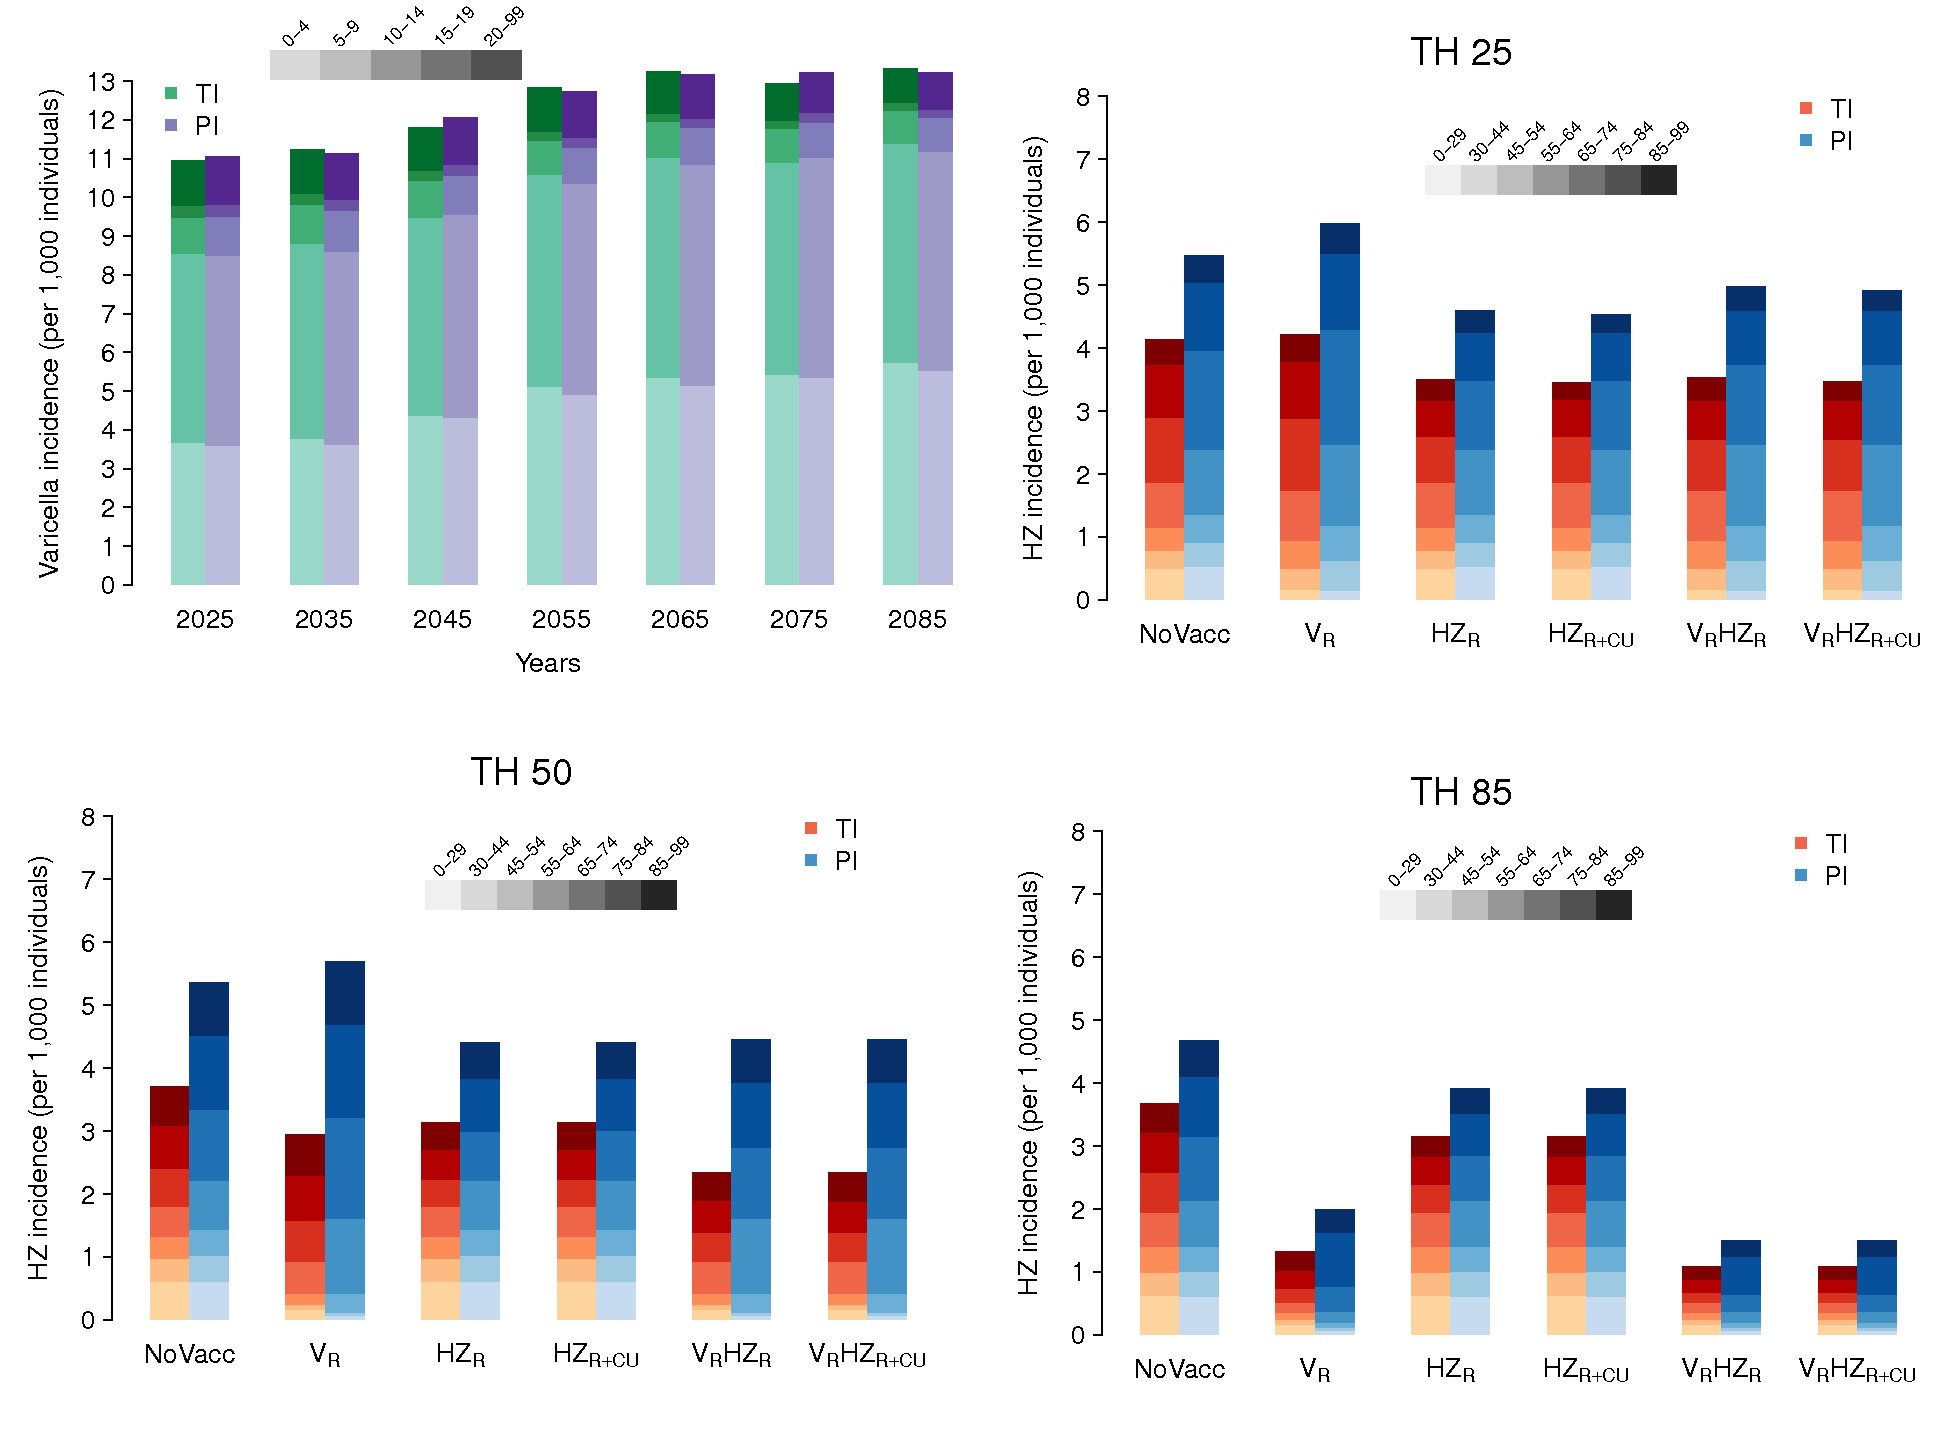 0–4 5–9 10–14 15–19 20–99
TI
PI
Varicella incidence (per 1,000 individuals)
13
12
11
10
9
8
7
6
5
4
3
2
1
0
2025 2035 2045 2055 2065 2075 2085
Years
TH 25
TI
PI
0–29 30–44 45–54 55–64 65–74 75–84 85–99
HZ incidence (per 1,000 individuals)
8
7
6
5
4
3
2
1
0
NoVacc VR HZR HZR+CU VRHZR VRHZR+CU
TH 50
TI
PI
0–29 30–44 45–54 55–64 65–74 75–84 85–99
HZ incidence (per 1,000 individuals)
8
7
6
5
4
3
2
1
0
NoVacc VR HZR HZR+CU VRHZR VRHZR+CU
TH 85
TI
PI
0–29 30–44 45–54 55–64 65–74 75–84 85–99
HZ incidence (per 1,000 individuals)
8
7
6
5
4
3
2
1
0
NoVacc VR HZR HZR+CU VRHZR VRHZR+CU